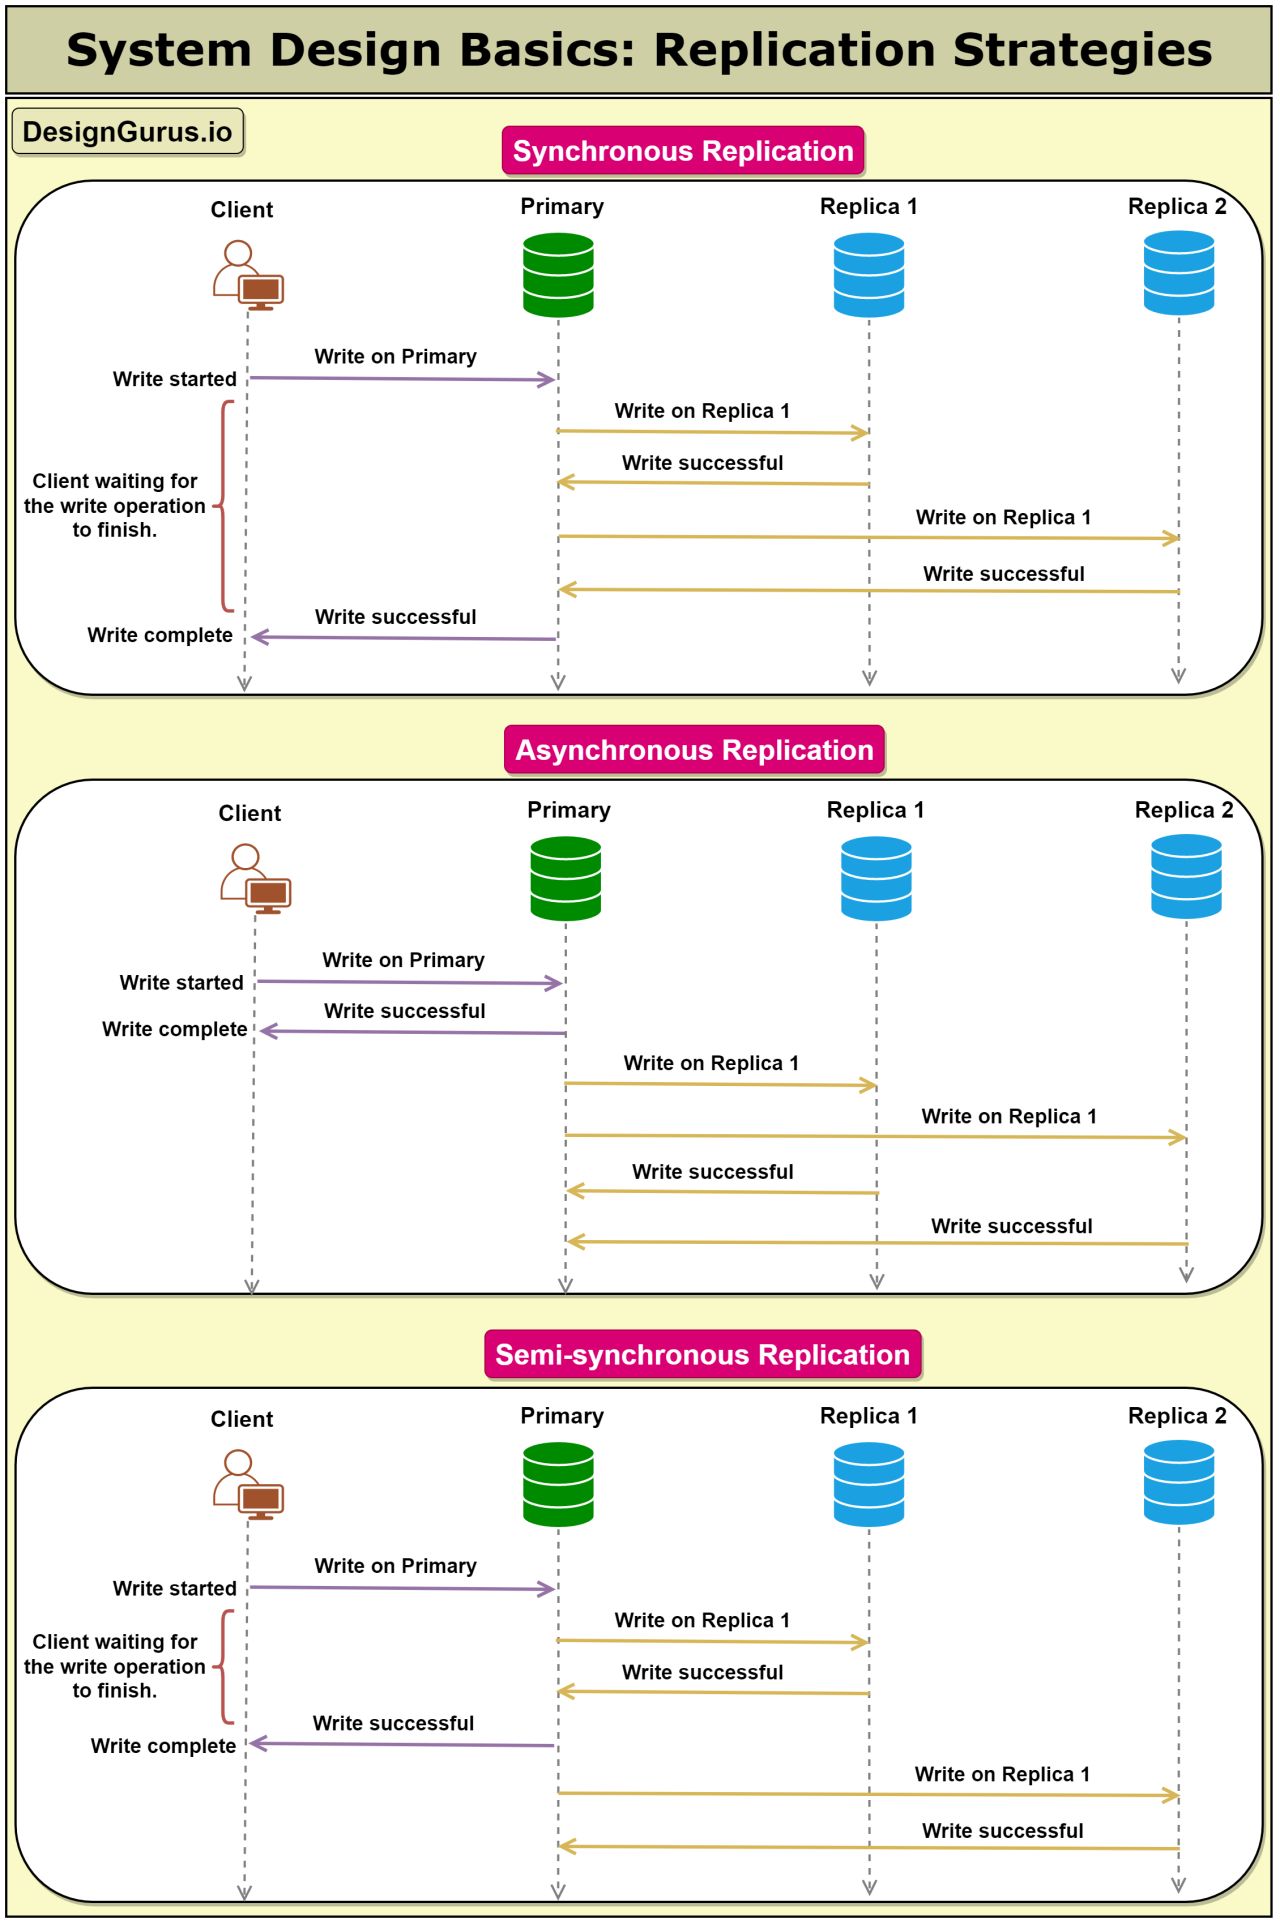 System Design Basics: Replication Strategies
DesignGurus.io
Synchronous Replication
Client
Primary
Replica 1
Replica 2
Write on Primary
Write started
Write on Replica 1
Write successful
Client waiting for
the write operation
to finish.
Write on Replica 1
Write successful
Write successful
Write complete
Asynchronous Replication
Client
Primary
Replica 1
Replica 2
Write on Primary
Write started
Write successful
Write complete
Write on Replica 1
Write on Replica 1
Write successful
Write successful
Semi-synchronous Replication
Client
Primary
Replica 1
Replica 2
Write on Primary
Write started
Write on Replica 1
Client waiting for
the write operation
to finish.
Write successful
Write successful
Write complete
Write on Replica 1
Write successful